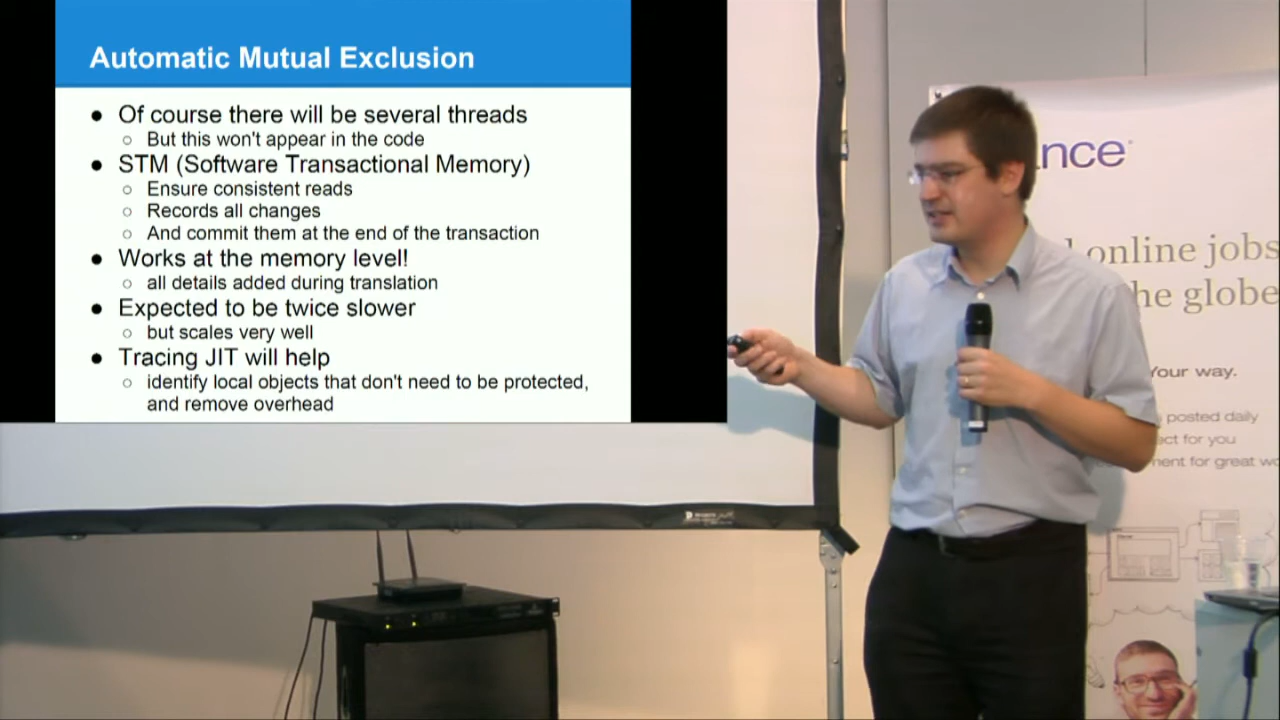 Automatic Mutual Exclusion
● Of course there will be several threads
○ But this won't appear in the code
● STM (Software Transactional Memory)
○ Ensure consistent reads
○ Records all changes
○ And commit them at the end of the transaction
● Works at the memory level!
○ all details added during translation
● Expected to be twice slower
○ but scales very well
● Tracing JIT will help
○ identify local objects that don't need to be protected,
and remove overhead
nce
online jobs
he globe
Your way.
posted daily
ect for you
ment for great wo